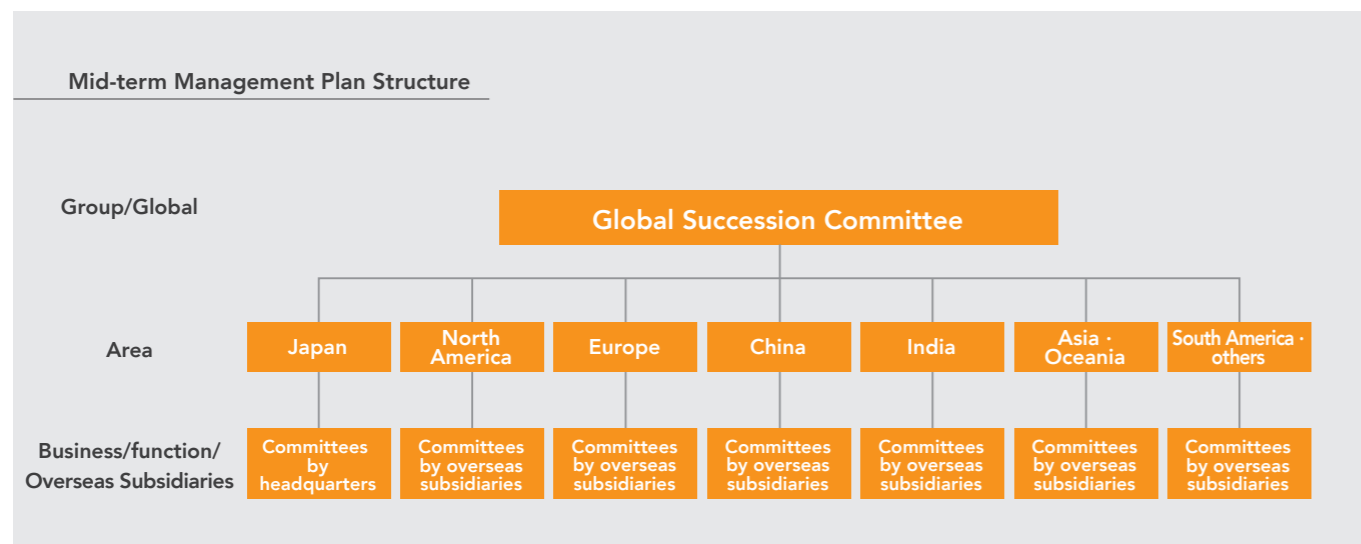 Mid-term Management Plan Structure
Group/Global
Global Succession Committee
Area
Japan
North
America
Europe
China
India
Asia ·
Oceania
South America ·
others
Business/function/
Overseas Subsidiaries
Committees
by
headquarters
Committees
by overseas
subsidiaries
Committees
by overseas
subsidiaries
Committees
by overseas
subsidiaries
Committees
by overseas
subsidiaries
Committees
by overseas
subsidiaries
Committees
by overseas
subsidiaries